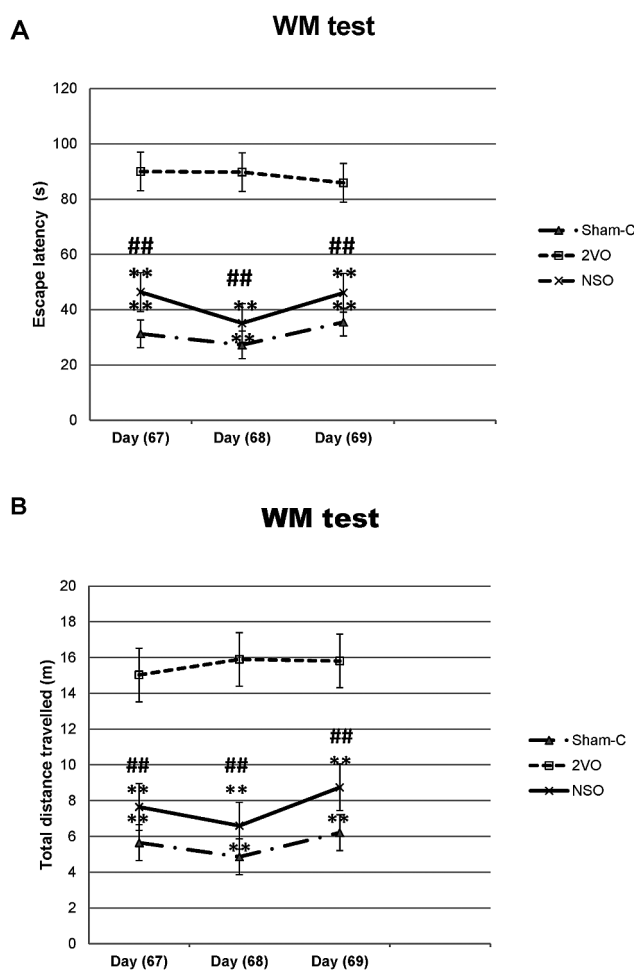 A
WM test
120
100
80
60
40
20
0
Escape latency (s)
##
**
**
##
**
**
##
**
**
Day (67)
Day (68)
Day (69)
Sham-C
2VO
NSO
B
WM test
20
18
16
14
12
10
8
6
4
2
0
Total distance travelled (m)
##
**
**
##
**
**
##
**
**
Day (67)
Day (68)
Day (69)
Sham-C
2VO
NSO